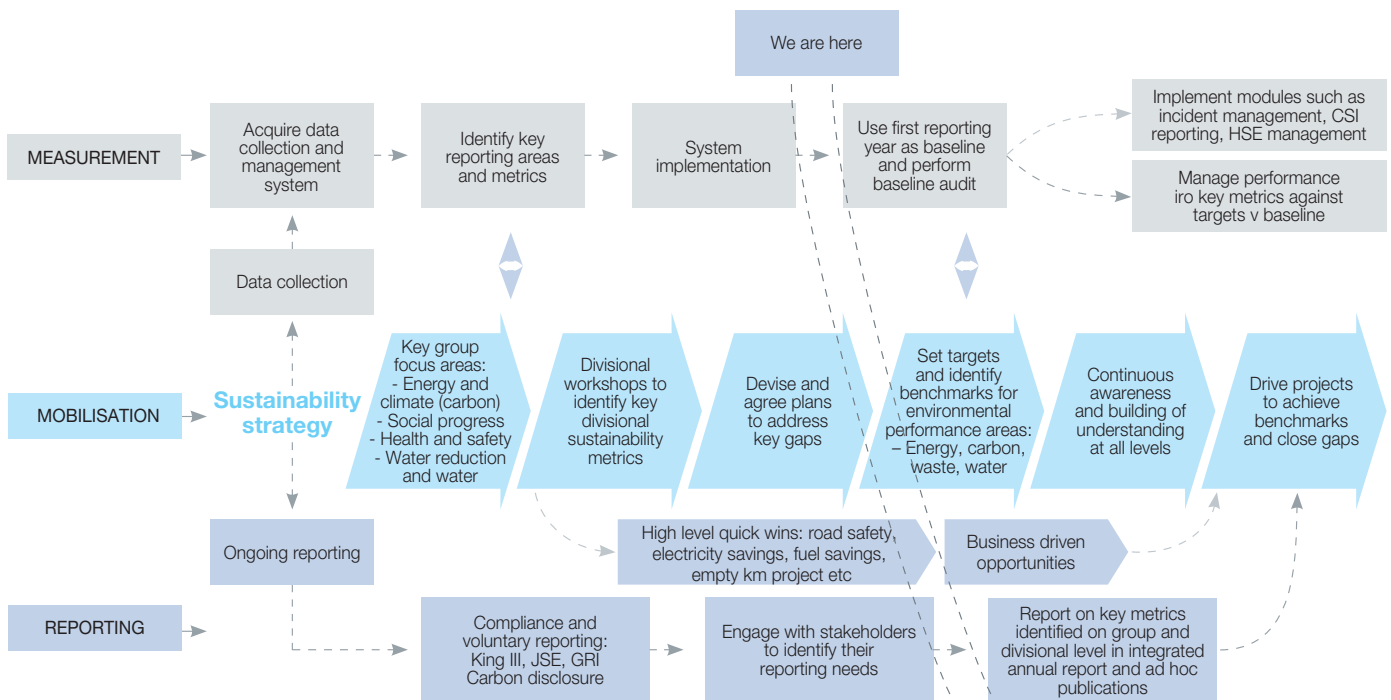 We are here
MEASUREMENT
Acquire data
collection and
management
system
Identify key
reporting areas
and metrics
System
implementation
Use first reporting
year as baseline
and perform
baseline audit
Implement modules such as
incident management, CSI
reporting, HSE management
Manage performance
iro key metrics against
targets v baseline
Data collection
MOBILISATION
Sustainability
strategy
Key group
focus areas:
- Energy and
climate (carbon)
- Social progress
- Health and safety
- Water reduction
and water
Divisional
workshops to
identify key
divisional
sustainability
metrics
Devise and
agree plans
to address
key gaps
Set targets
and identify
benchmarks for
environmental
performance areas:
– Energy, carbon,
waste, water
Continuous
awareness
and building of
understanding
at all levels
Drive projects
to achieve
benchmarks
and close gaps
Ongoing reporting
High level quick wins: road safety,
electricity savings, fuel savings,
empty km project etc
Business driven
opportunities
REPORTING
Compliance and
voluntary reporting:
King III, JSE, GRI
Carbon disclosure
Engage with stakeholders
to identify their
reporting needs
Report on key metrics
identified on group and
divisional level in integrated
annual report and ad hoc
publications